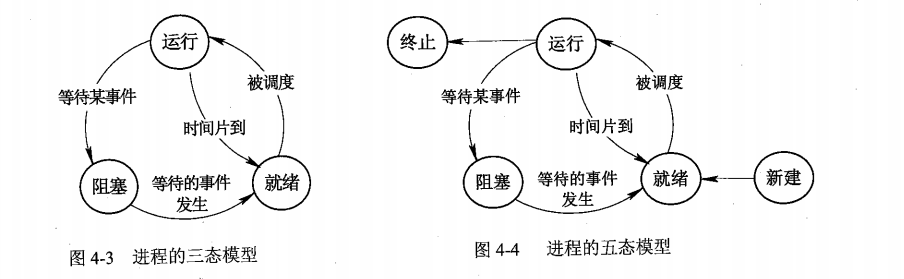 运行
等待某事件
被调度
时间片到
阻塞
等待的事件
发生
就绪
图 4-3 进程的三态模型
终止
运行
等待某事件
被调度
时间片到
阻塞
等待的事件
发生
就绪
新建
图 4-4 进程的五态模型